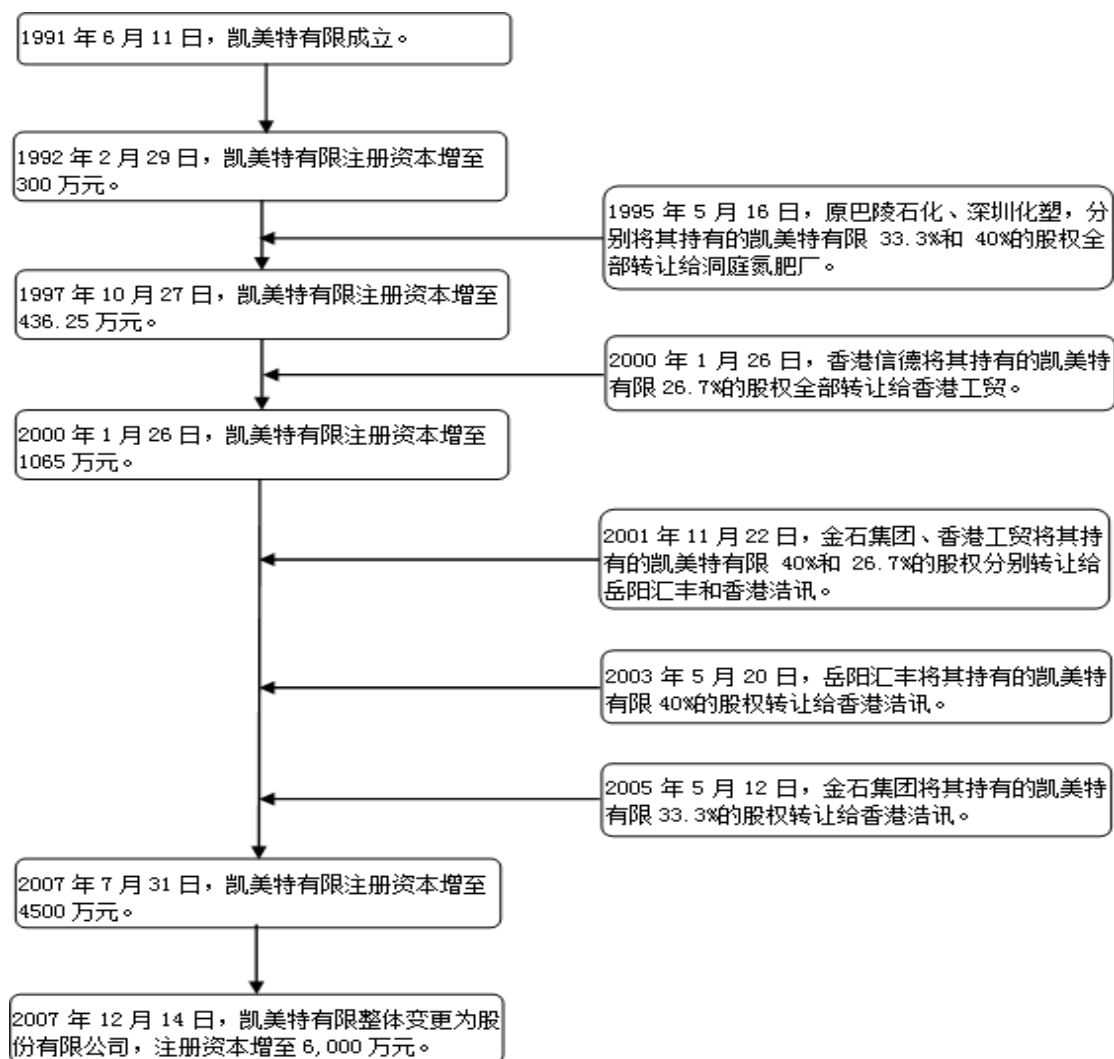 1991 年 6 月 11 日，凯美特有限成立。
1992 年 2 月 29 日，凯美特有限注册资本增至
300 万元。
1995 年 5 月 16 日，原巴陵石化、深圳化塑，分
别将其持有的凯美特有限 33.3%和 40%的股权全
部转让给洞庭氮肥厂。
1997 年 10 月 27 日，凯美特有限注册资本增至
436.25 万元。
2000 年 1 月 26 日，香港信德将其持有的凯美特
有限 26.7%的股权全部转让给香港工贸。
2000 年 1 月 26 日，凯美特有限注册资本增至
1065 万元。
2001 年 11 月 22 日，金石集团、香港工贸将其持
有的凯美特有限 40%和 26.7%的股权分别转让给
岳阳汇丰和香港浩讯。
2003 年 5 月 20 日，岳阳汇丰将其持有的凯美特
有限 40%的股权转让给香港浩讯。
2005 年 5 月 12 日，金石集团将其持有的凯美特
有限 33.3%的股权转让给香港浩讯。
2007 年 7 月 31 日，凯美特有限注册资本增至
4500 万元。
2007 年 12 月 14 日，凯美特有限整体变更为股
份有限公司，注册资本增至 6,000 万元。